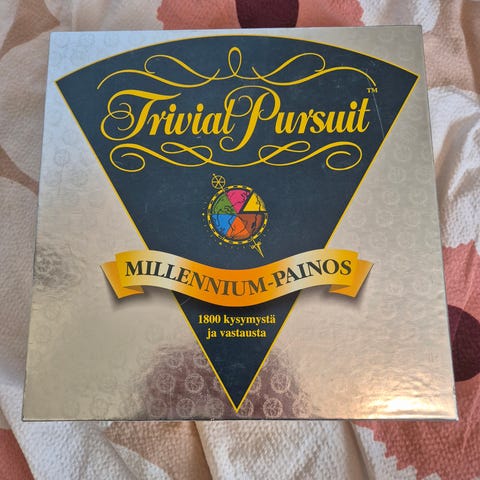 Trivial Pursuit™
MILLENNIUM-PAINOS
1800 kysymystä
ja vastausta